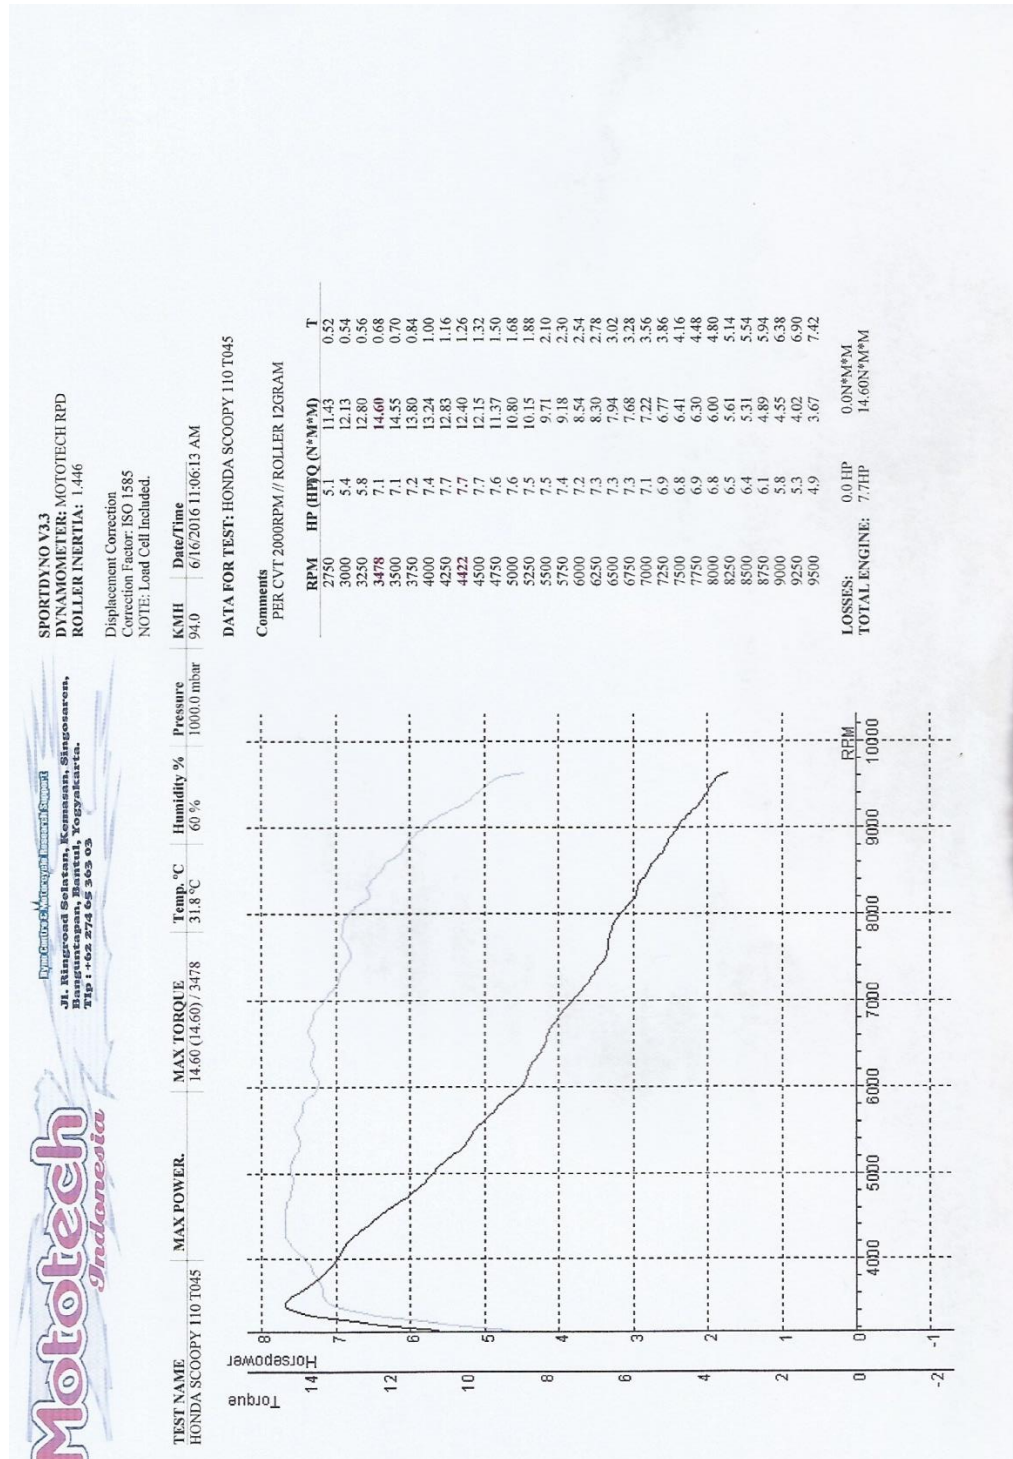 Mototech
Indonesia
Dyno Centre & Motorcycle Research Support
Jl. Ringroad Selatan, Kemasan, Singosaren,
Banguntapan, Bantul, Yogyakarta.
Tlp : +62 274 65 363 03
SPORTDYNO V3.3
DYNAMOMETER: MOTOTECH RPD
ROLLER INERTIA: 1.446
Displacement Correction
Correction Factor: ISO 1585
NOTE: Load Cell Included.
TEST NAME MAX POWER. MAX TORQUE Temp. °C Humidity % Pressure KMH Date/Time
HONDA SCOOPY 110 T045 14.60 (14.60) / 3478 31.8 °C 60 % 1000.0 mbar 94.0 6/16/2016 11:06:13 AM
Torque
14
12
10
8
6
4
2
0
-2
Horsepower
8
7
6
5
4
3
2
1
0
-1
4000 5000 6000 7000 8000 9000 10000
RPM
DATA FOR TEST: HONDA SCOOPY 110 T045
Comments
PER CVT 2000RPM // ROLLER 12GRAM
RPM HP (HP) TQ (N*M*M) T
2750 5.1 11.43 0.52
3000 5.4 12.13 0.54
3250 5.8 12.80 0.56
3478 7.1 14.60 0.68
3500 7.1 14.55 0.70
3750 7.2 13.80 0.84
4000 7.4 13.24 1.00
4250 7.7 12.83 1.16
4422 7.7 12.40 1.26
4500 7.7 12.15 1.32
4750 7.6 11.37 1.50
5000 7.6 10.80 1.68
5250 7.5 10.15 1.88
5500 7.5 9.71 2.10
5750 7.4 9.18 2.30
6000 7.2 8.54 2.54
6250 7.3 8.30 2.78
6500 7.3 7.94 3.02
6750 7.3 7.68 3.28
7000 7.1 7.22 3.56
7250 6.9 6.77 3.86
7500 6.8 6.41 4.16
7750 6.9 6.30 4.48
8000 6.8 6.00 4.80
8250 6.5 5.61 5.14
8500 6.4 5.31 5.54
8750 6.1 4.89 5.94
9000 5.8 4.55 6.38
9250 5.3 4.02 6.90
9500 4.9 3.67 7.42
LOSSES: 0.0 HP 0.0N*M*M
TOTAL ENGINE: 7.7HP 14.60N*M*M